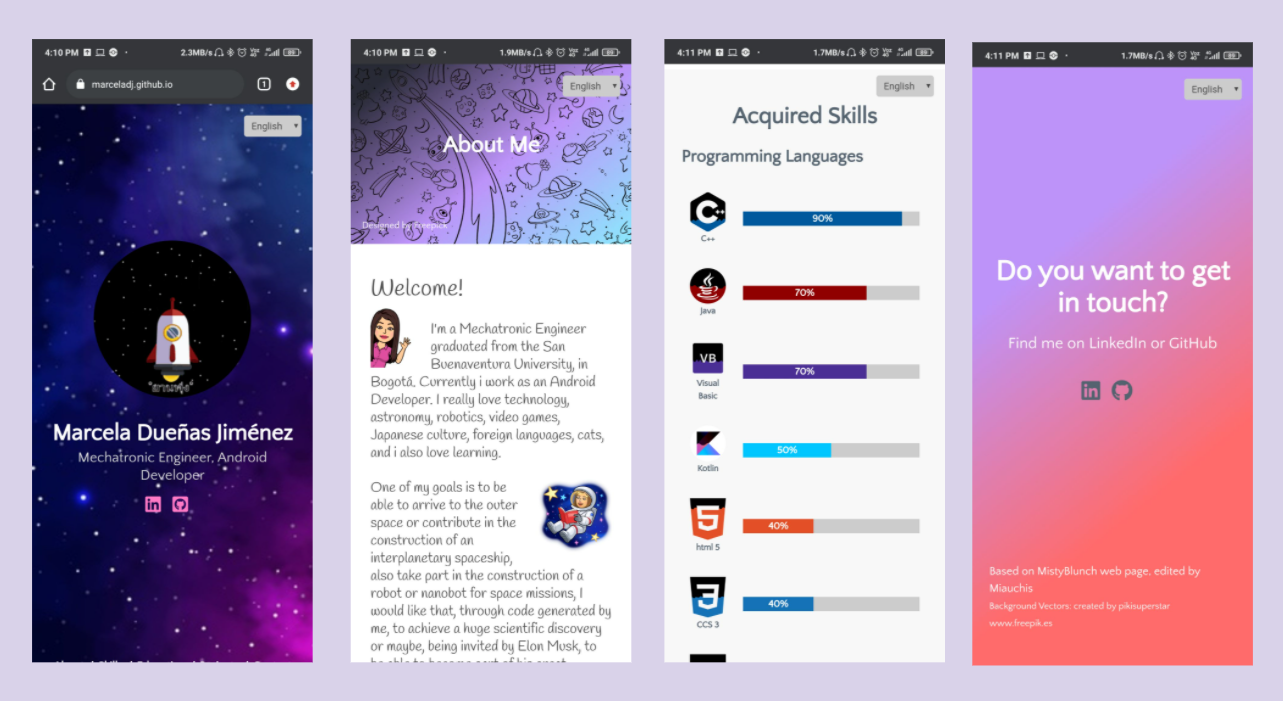 4:10 PM
2.3MB/s
marceladj.github.io
1
English
Marcela Dueñas Jiménez
Mechatronic Engineer, Android
Developer
4:10 PM
1.9MB/s
English
About Me
Designed by freepick
Welcome!
I'm a Mechatronic Engineer
graduated from the San
Buenaventura University, in
Bogotá. Currently i work as an Android
Developer. I really love technology,
astronomy, robotics, video games,
Japanese culture, foreign languages, cats,
and i also love learning.
One of my goals is to be
able to arrive to the outer
space or contribute in the
construction of an
interplanetary spaceship,
also take part in the construction of a
robot or nanobot for space missions, I
would like that, through code generated by
me, to achieve a huge scientific discovery
or maybe, being invited by Elon Musk, to
4:11 PM
1.7MB/s
English
Acquired Skills
Programming Languages
90%
C++
70%
Java
VB
70%
Visual
Basic
50%
Kotlin
5
40%
html 5
3
40%
CCS 3
4:11 PM
1.7MB/s
English
Do you want to get
in touch?
Find me on LinkedIn or GitHub
in
Based on MistyBlunch web page. edited by
Miauchis
Background Vectors: created by pikisuperstar
www.freepik.es